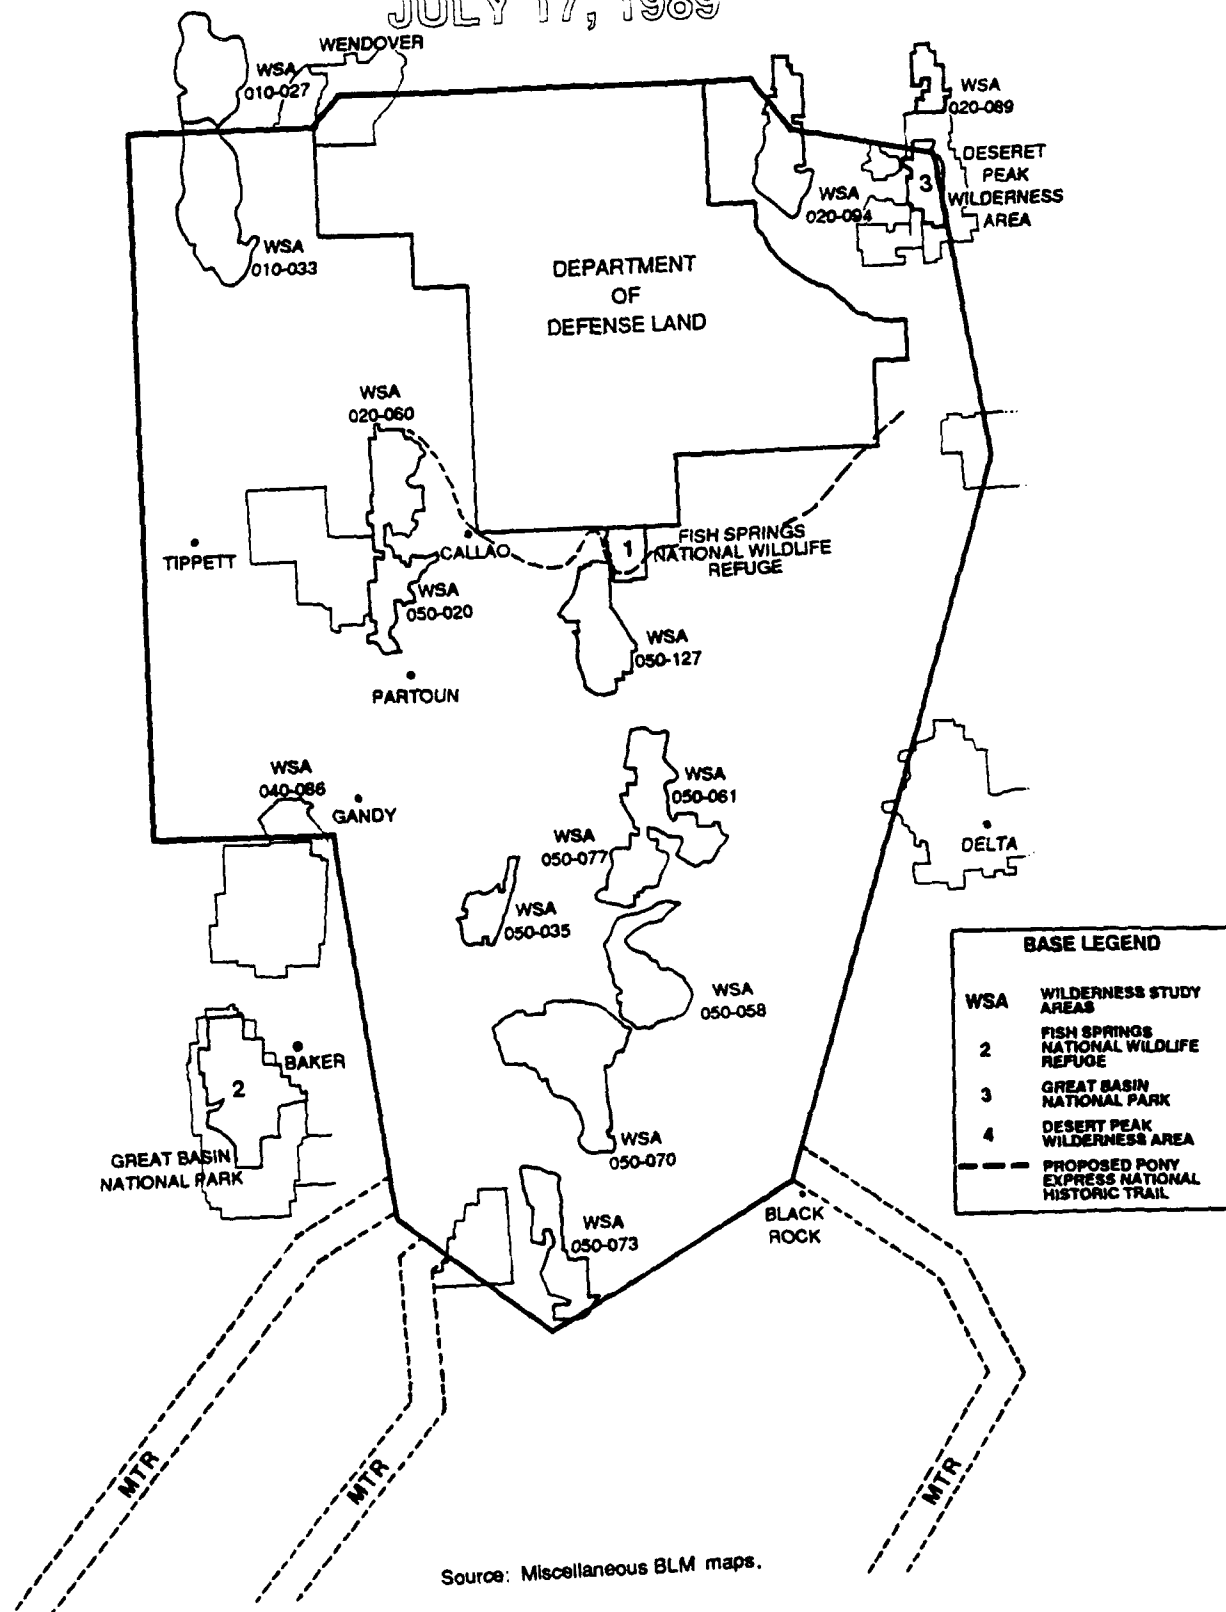 JULY 17, 1989
WENDOVER
WSA
010-027
WSA
020-089
DESERET
PEAK
WILDERNESS
AREA
3
WSA
020-094
WSA
010-033
DEPARTMENT
OF
DEFENSE LAND
WSA
020-060
TIPPETT
CALLAO
1
FISH SPRINGS
NATIONAL WILDLIFE
REFUGE
WSA
050-020
WSA
050-127
PARTOUN
WSA
040-086
GANDY
WSA
050-061
WSA
050-077
DELTA
WSA
050-035
WSA
050-058
BAKER
2
GREAT BASIN
NATIONAL PARK
WSA
050-070
WSA
050-073
BLACK
ROCK
BASE LEGEND
WSA WILDERNESS STUDY
AREAS
2 FISH SPRINGS
NATIONAL WILDLIFE
REFUGE
3 GREAT BASIN
NATIONAL PARK
4 DESERT PEAK
WILDERNESS AREA
PROPOSED PONY
EXPRESS NATIONAL
HISTORIC TRAIL
MTR
MTR
MTR
Source: Miscellaneous BLM maps.